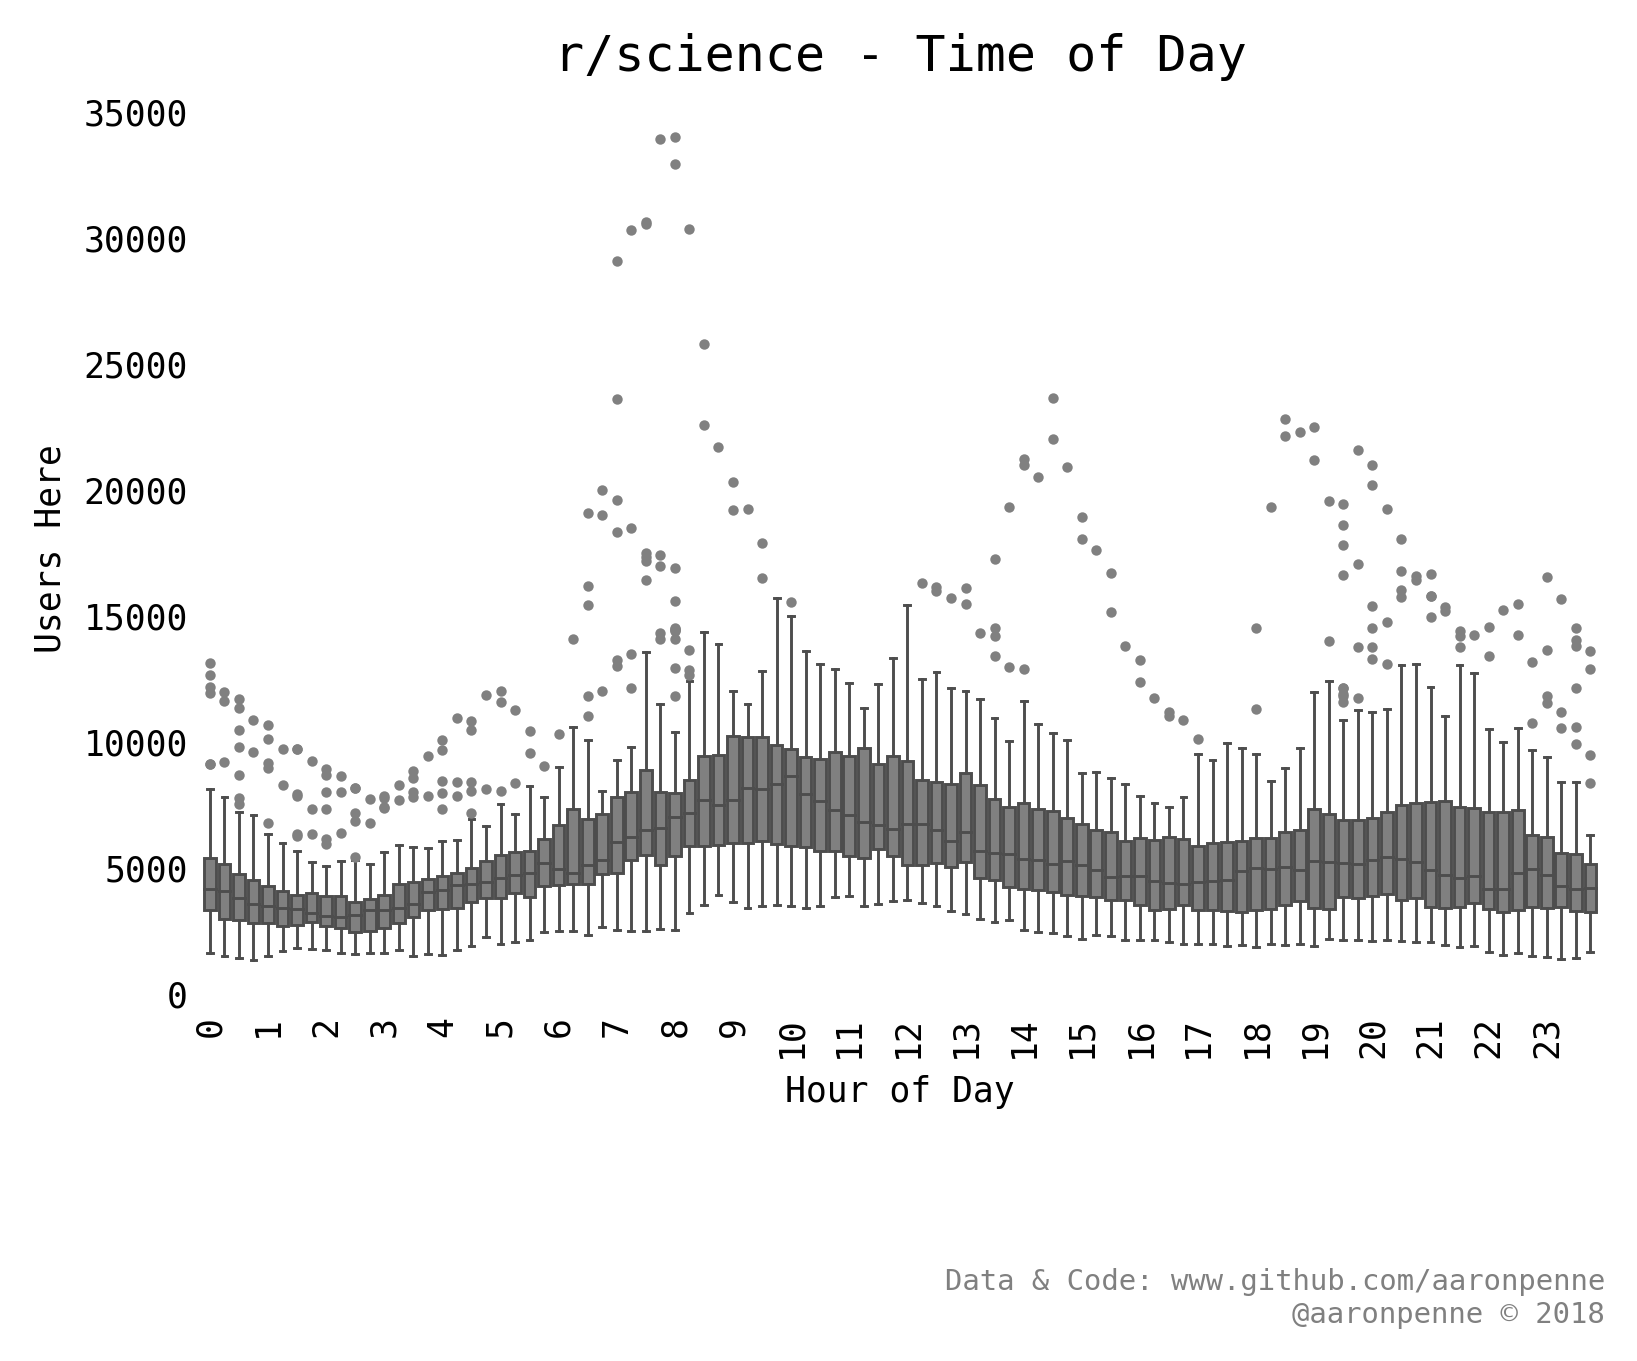 r/science - Time of Day
35000
30000
25000
20000
15000
10000
5000
0
Users Here
0 1 2 3 4 5 6 7 8 9 10 11 12 13 14 15 16 17 18 19 20 21 22 23
Hour of Day
Data & Code: www.github.com/aaronpenne
@aaronpenne © 2018